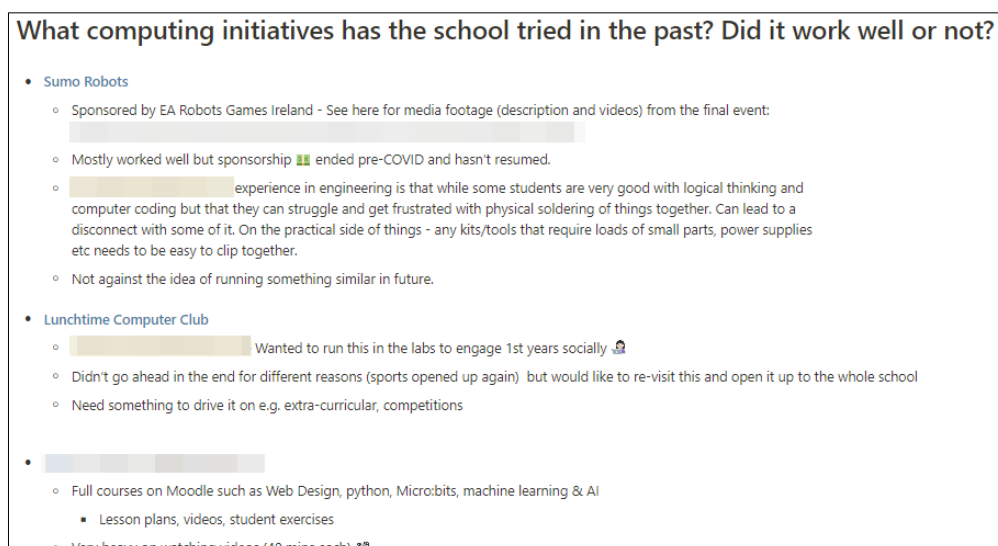 What computing initiatives has the school tried in the past? Did it work well or not?
• Sumo Robots
◦ Sponsored by EA Robots Games Ireland - See here for media footage (description and videos) from the final event:
◦ Mostly worked well but sponsorship 💵 ended pre-COVID and hasn't resumed.
◦ experience in engineering is that while some students are very good with logical thinking and
computer coding but that they can struggle and get frustrated with physical soldering of things together. Can lead to a
disconnect with some of it. On the practical side of things - any kits/tools that require loads of small parts, power supplies
etc needs to be easy to clip together.
◦ Not against the idea of running something similar in future.
• Lunchtime Computer Club
◦ Wanted to run this in the labs to engage 1st years socially 👩‍💻
◦ Didn't go ahead in the end for different reasons (sports opened up again) but would like to re-visit this and open it up to the whole school
◦ Need something to drive it on e.g. extra-curricular, competitions
•
◦ Full courses on Moodle such as Web Design, python, Micro:bits, machine learning & AI
▪ Lesson plans, videos, student exercises
◦ Very heavy on watching videos (40 mins each)